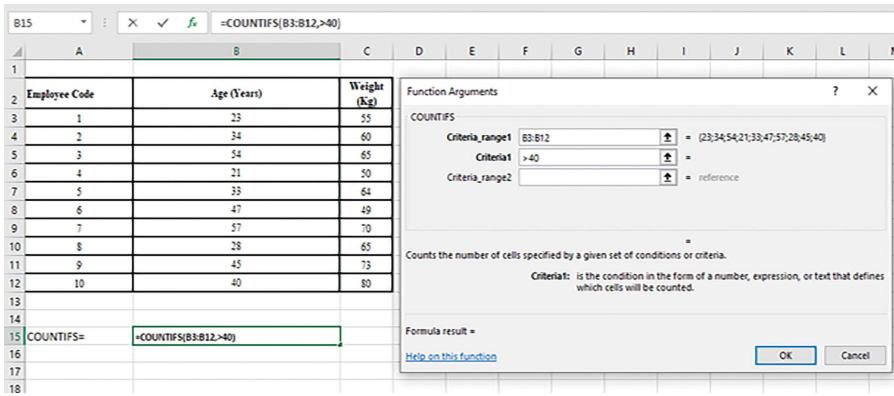 B15 =COUNTIFS(B3:B12,>40)
A B C D E F G H I J K L
1
2 Employee Code Age (Years) Weight
(Kg)
3 1 23 55
4 2 34 60
5 3 54 65
6 4 21 50
7 5 33 64
8 6 47 49
9 7 57 70
10 8 28 65
11 9 45 73
12 10 40 80
13
14
15 COUNTIFS= =COUNTIFS(B3:B12,>40)
16
17
18
Function Arguments ? ×
COUNTIFS
Criteria_range1 B3:B12 = {23;34;54;21;33;47;57;28;45;40}
Criteria1 >40 =
Criteria_range2 = reference
=
Counts the number of cells specified by a given set of conditions or criteria.
Criteria1: is the condition in the form of a number, expression, or text that defines
which cells will be counted.
Formula result =
Help on this function OK Cancel